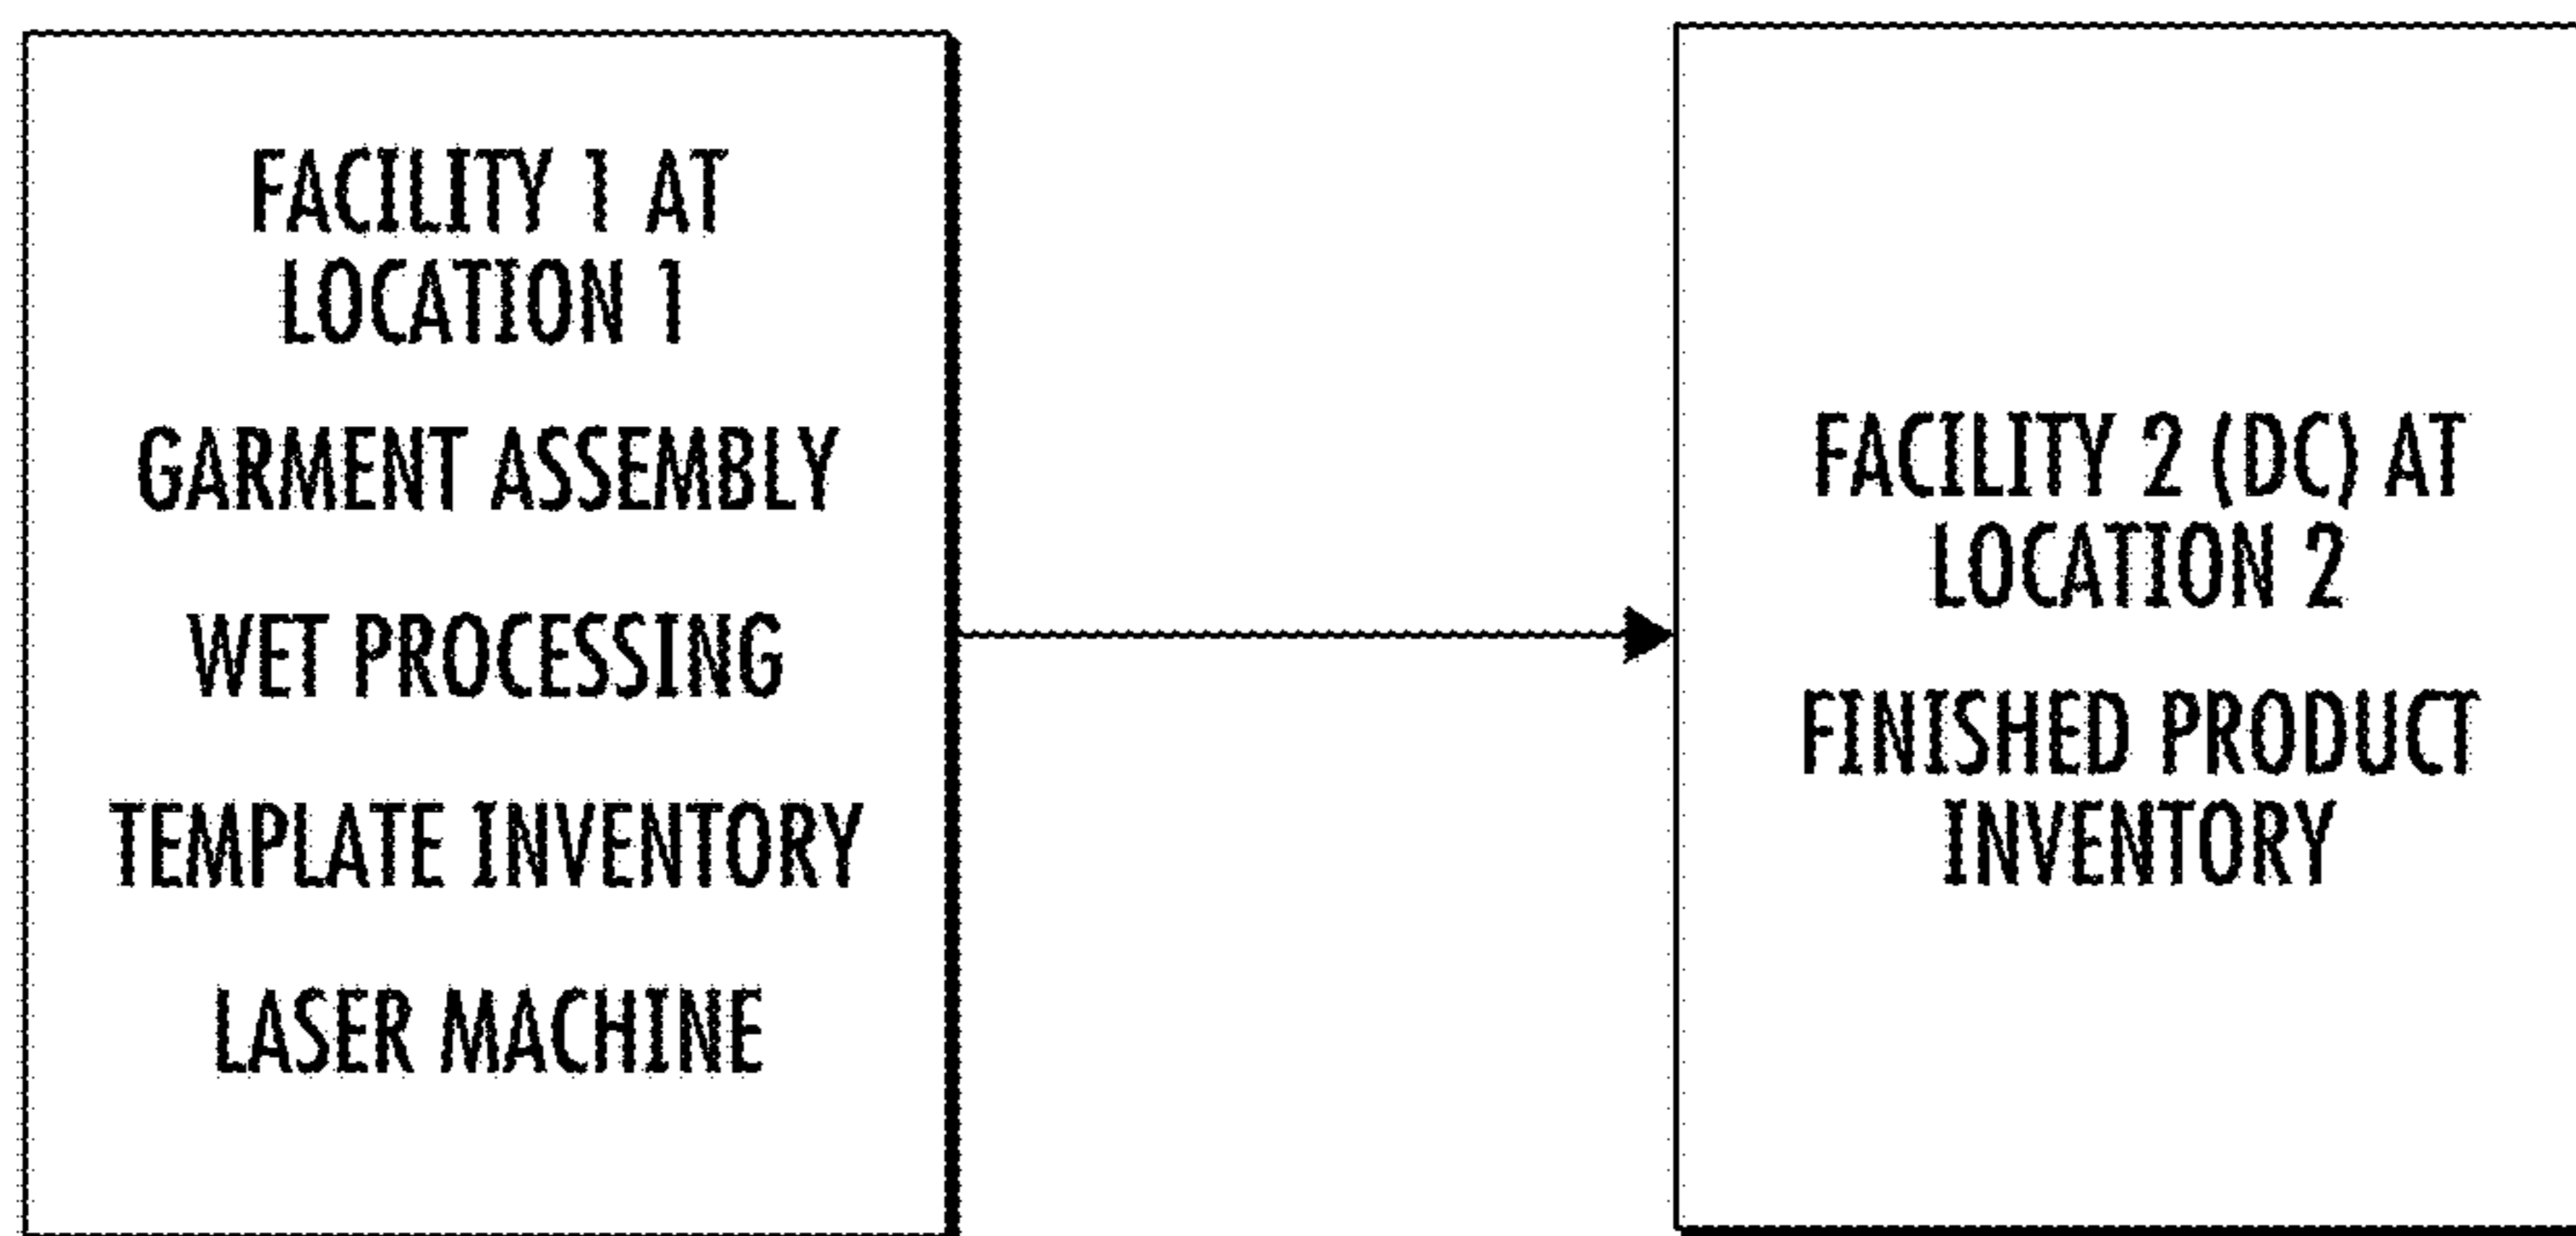 FACILITY 1 AT
LOCATION 1
GARMENT ASSEMBLY
WET PROCESSING
TEMPLATE INVENTORY
LASER MACHINE
FACILITY 2 (DC) AT
LOCATION 2
FINISHED PRODUCT
INVENTORY